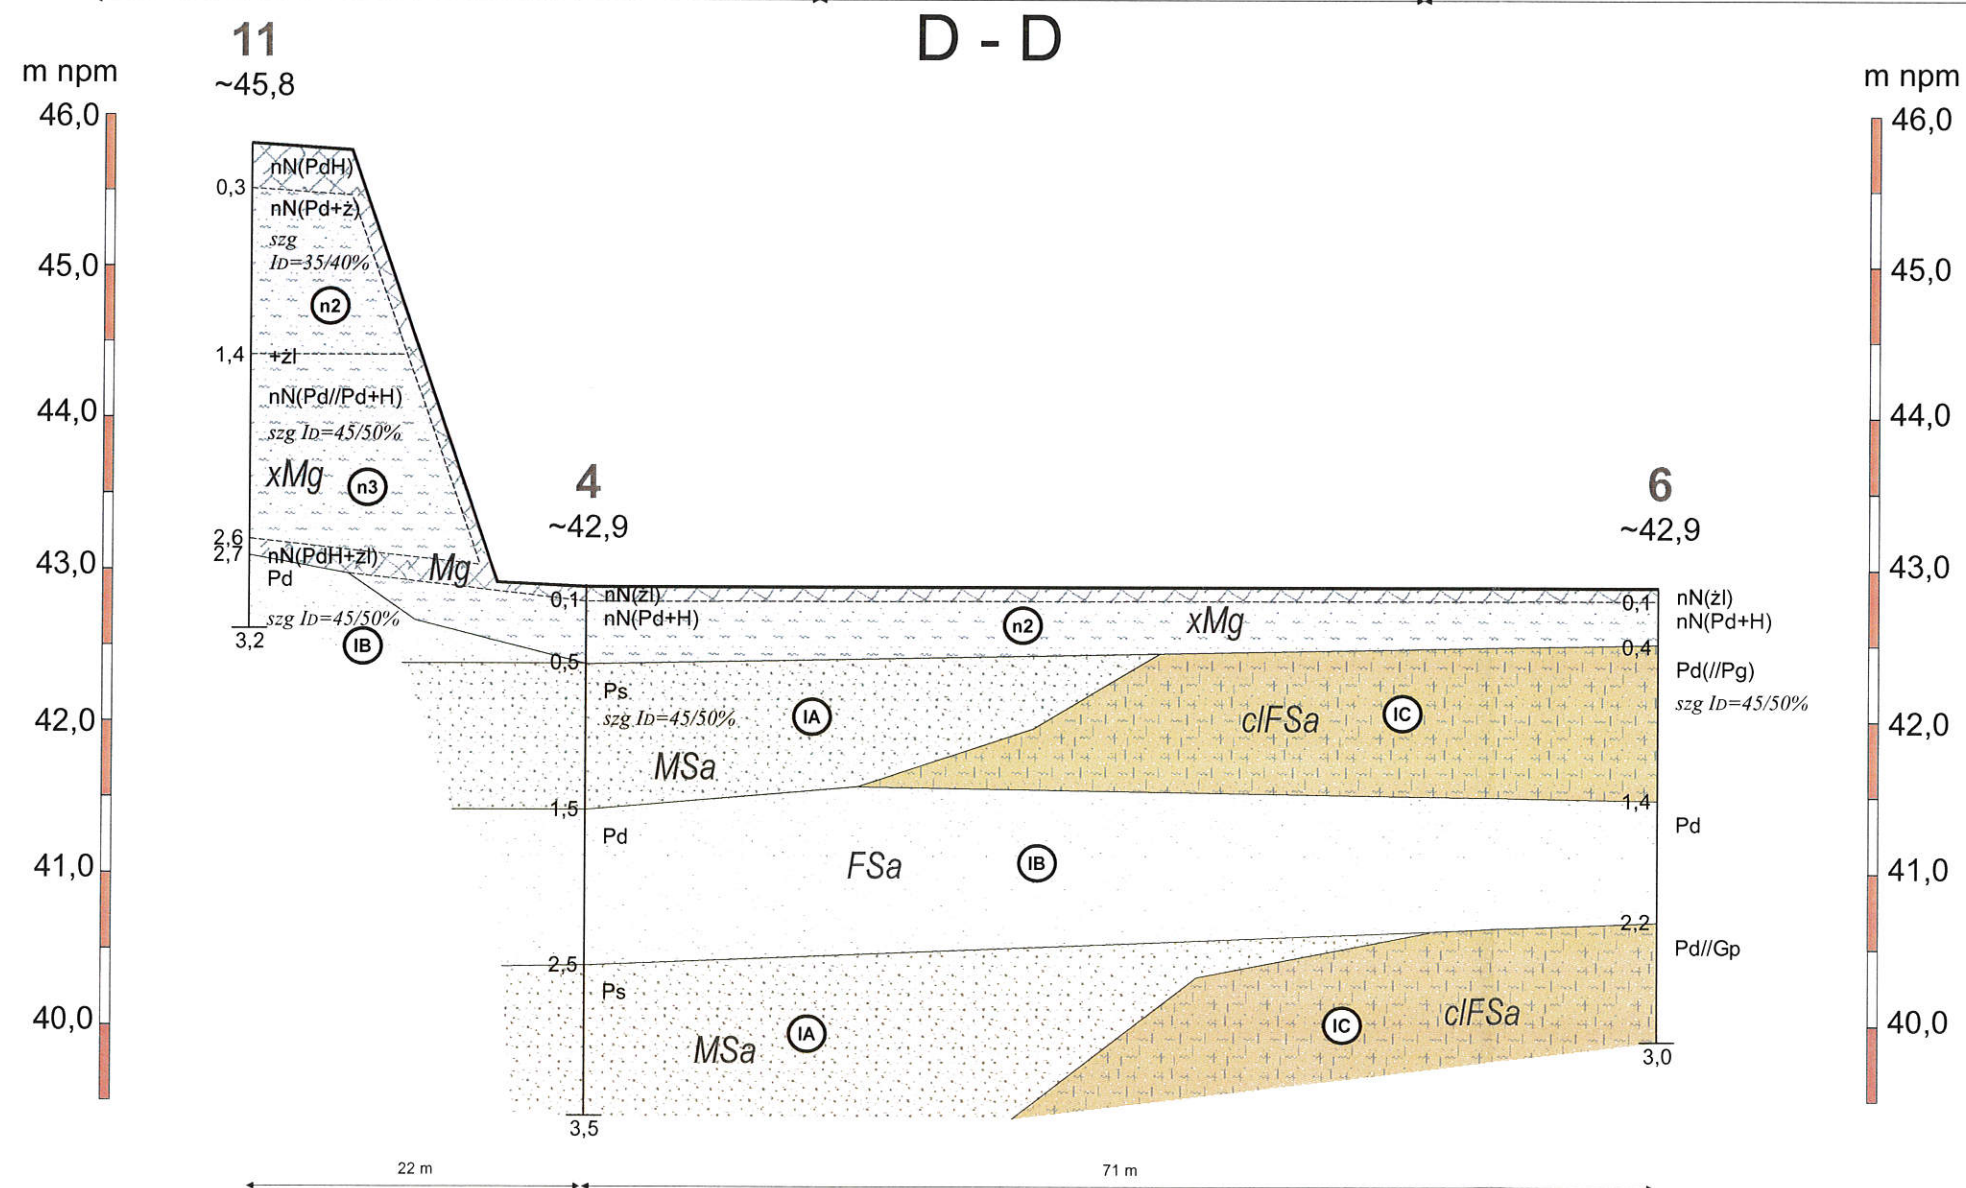 D - D
11
~45,8
m npm
m npm
46,0
46,0
nN(PdH)
0,3
nN(Pd+ż)
szg
ID=35/40%
45,0
45,0
n2
1,4
+żl
nN(Pd//Pd+H)
44,0
44,0
szg ID=45/50%
xMg
n3
4
~42,9
6
~42,9
2,6
2,7
nN(PdH+żl)
Mg
Pd
43,0
43,0
szg ID=45/50%
3,2
IB
0,1
nN(żl)
nN(Pd+H)
n2
xMg
0,1
nN(żl)
nN(Pd+H)
0,5
0,4
Ps
szg ID=45/50%
IA
MSa
clFSa
IC
Pd(//Pg)
szg ID=45/50%
42,0
42,0
1,5
1,4
Pd
Pd
FSa
IB
41,0
41,0
2,5
2,2
Pd//Gp
Ps
MSa
IA
IC
clFSa
40,0
40,0
3,0
3,5
22 m
71 m